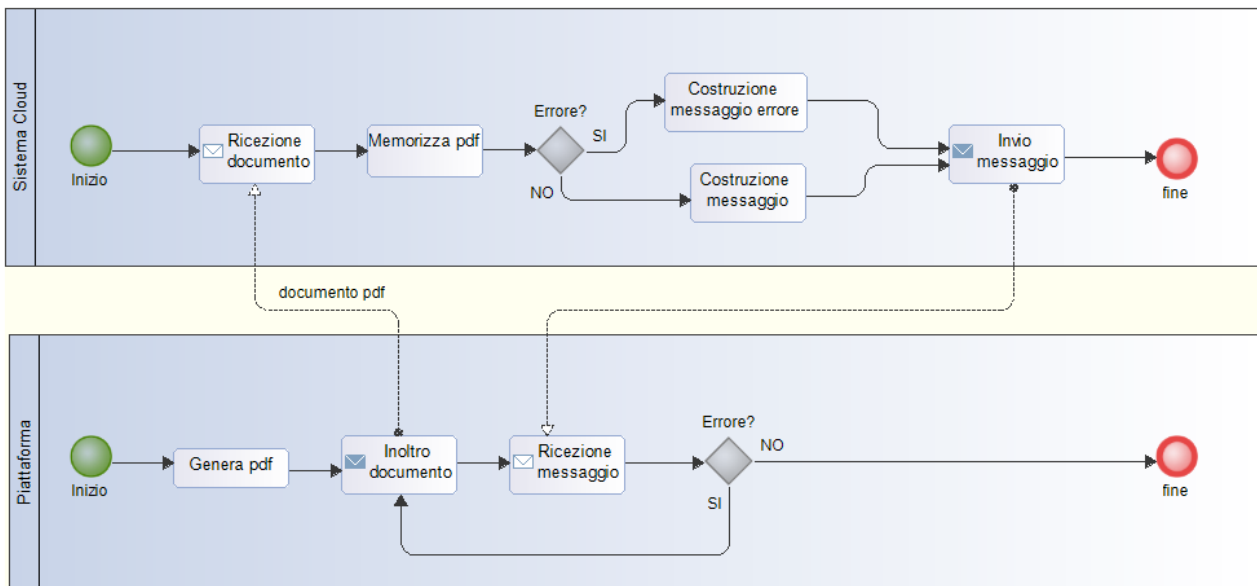 Sistema Cloud
Inizio
Ricezione
documento
Memorizza pdf
Errore?
SI
NO
Costruzione
messaggio errore
Costruzione
messaggio
Invio
messaggio
fine
documento pdf
Piattaforma
Inizio
Genera pdf
Inoltro
documento
Ricezione
messaggio
Errore?
NO
SI
fine